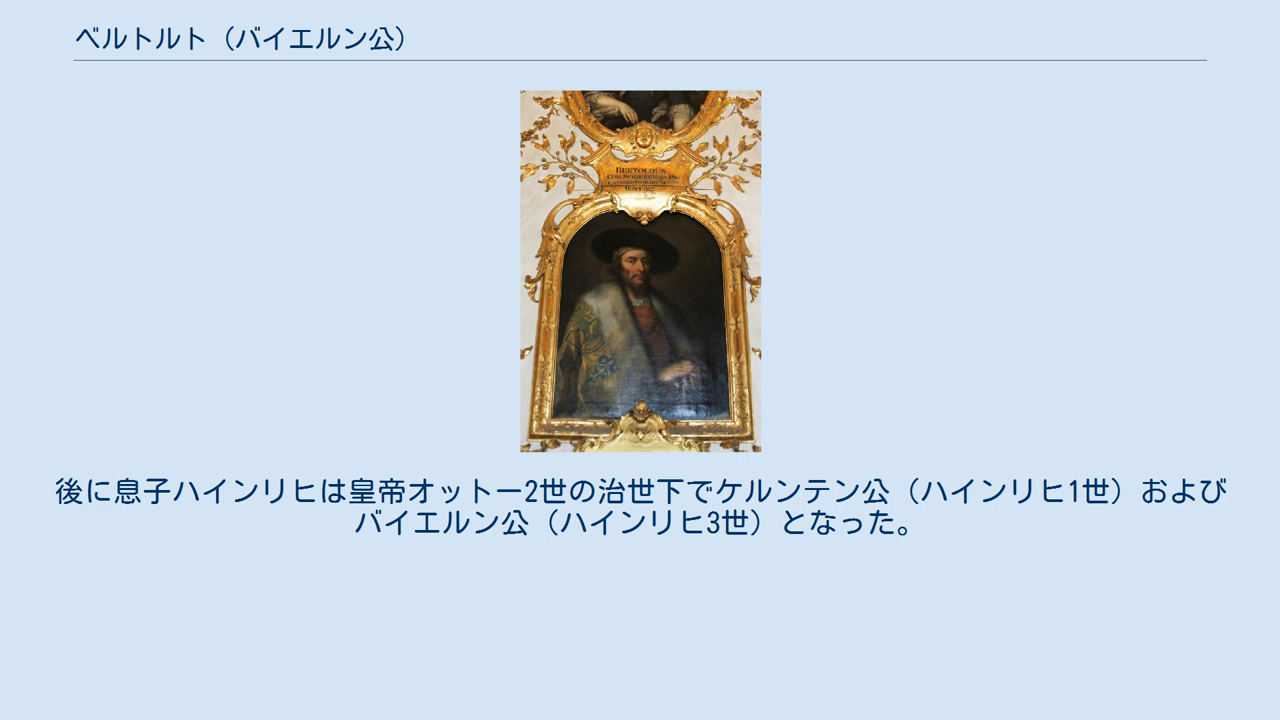 ベルトルト（バイエルン公）
BERTOLDUS
後に息子ハインリヒは皇帝オットー2世の治世下でケルンテン公（ハインリヒ1世）および
バイエルン公（ハインリヒ3世）となった。